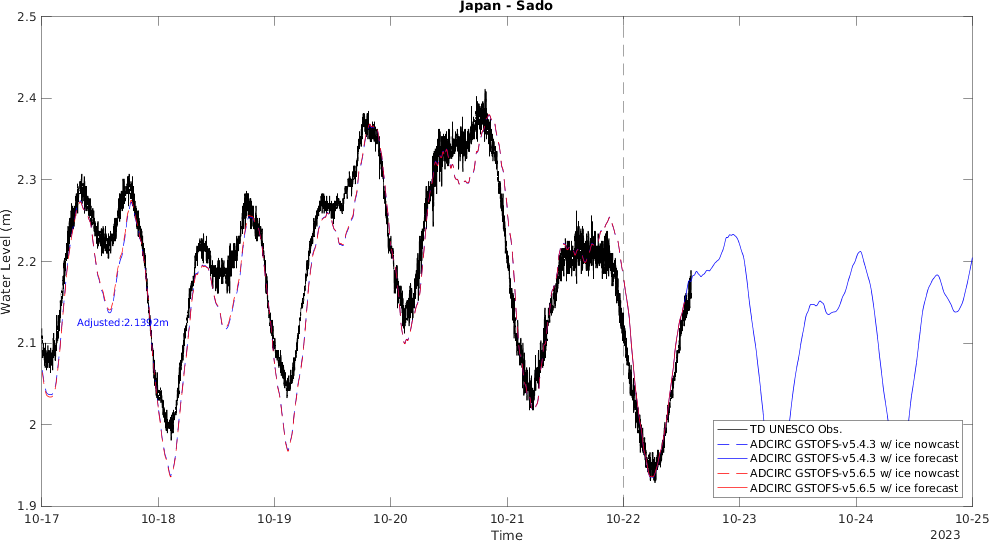 Japan - Sado
2.5
2.4
2.3
2.2
2.1
2
1.9
Water Level (m)
Adjusted:2.1392m
TD UNESCO Obs.
ADCIRC GSTOFS-v5.4.3 w/ ice nowcast
ADCIRC GSTOFS-v5.4.3 w/ ice forecast
ADCIRC GSTOFS-v5.6.5 w/ ice nowcast
ADCIRC GSTOFS-v5.6.5 w/ ice forecast
10-17 10-18 10-19 10-20 10-21 10-22 10-23 10-24 10-25
Time
2023